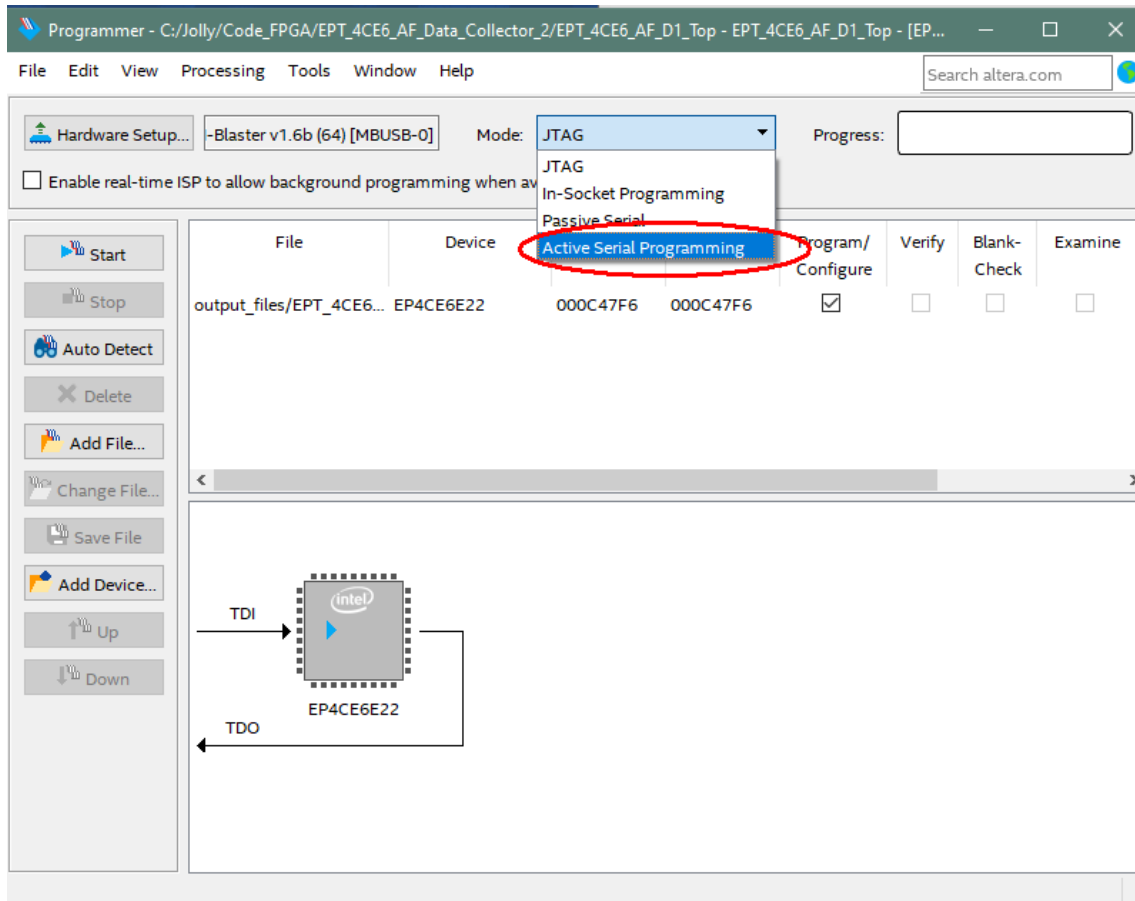 Programmer - C:/Jolly/Code_FPGA/EPT_4CE6_AF_Data_Collector_2/EPT_4CE6_AF_D1_Top - EPT_4CE6_AF_D1_Top - [EP...
File Edit View Processing Tools Window Help
Search altera.com
Hardware Setup... -Blaster v1.6b (64) [MBUSB-0] Mode: JTAG Progress:
JTAG
Enable real-time ISP to allow background programming when av
In-Socket Programming
Passive Serial
Active Serial Programming
File Device Program/ Verify Blank- Examine
Configure Check
output_files/EPT_4CE6... EP4CE6E22 000C47F6 000C47F6
Start
Stop
Auto Detect
Delete
Add File...
Change File...
Save File
Add Device...
Up
Down
intel
TDI
EP4CE6E22
TDO